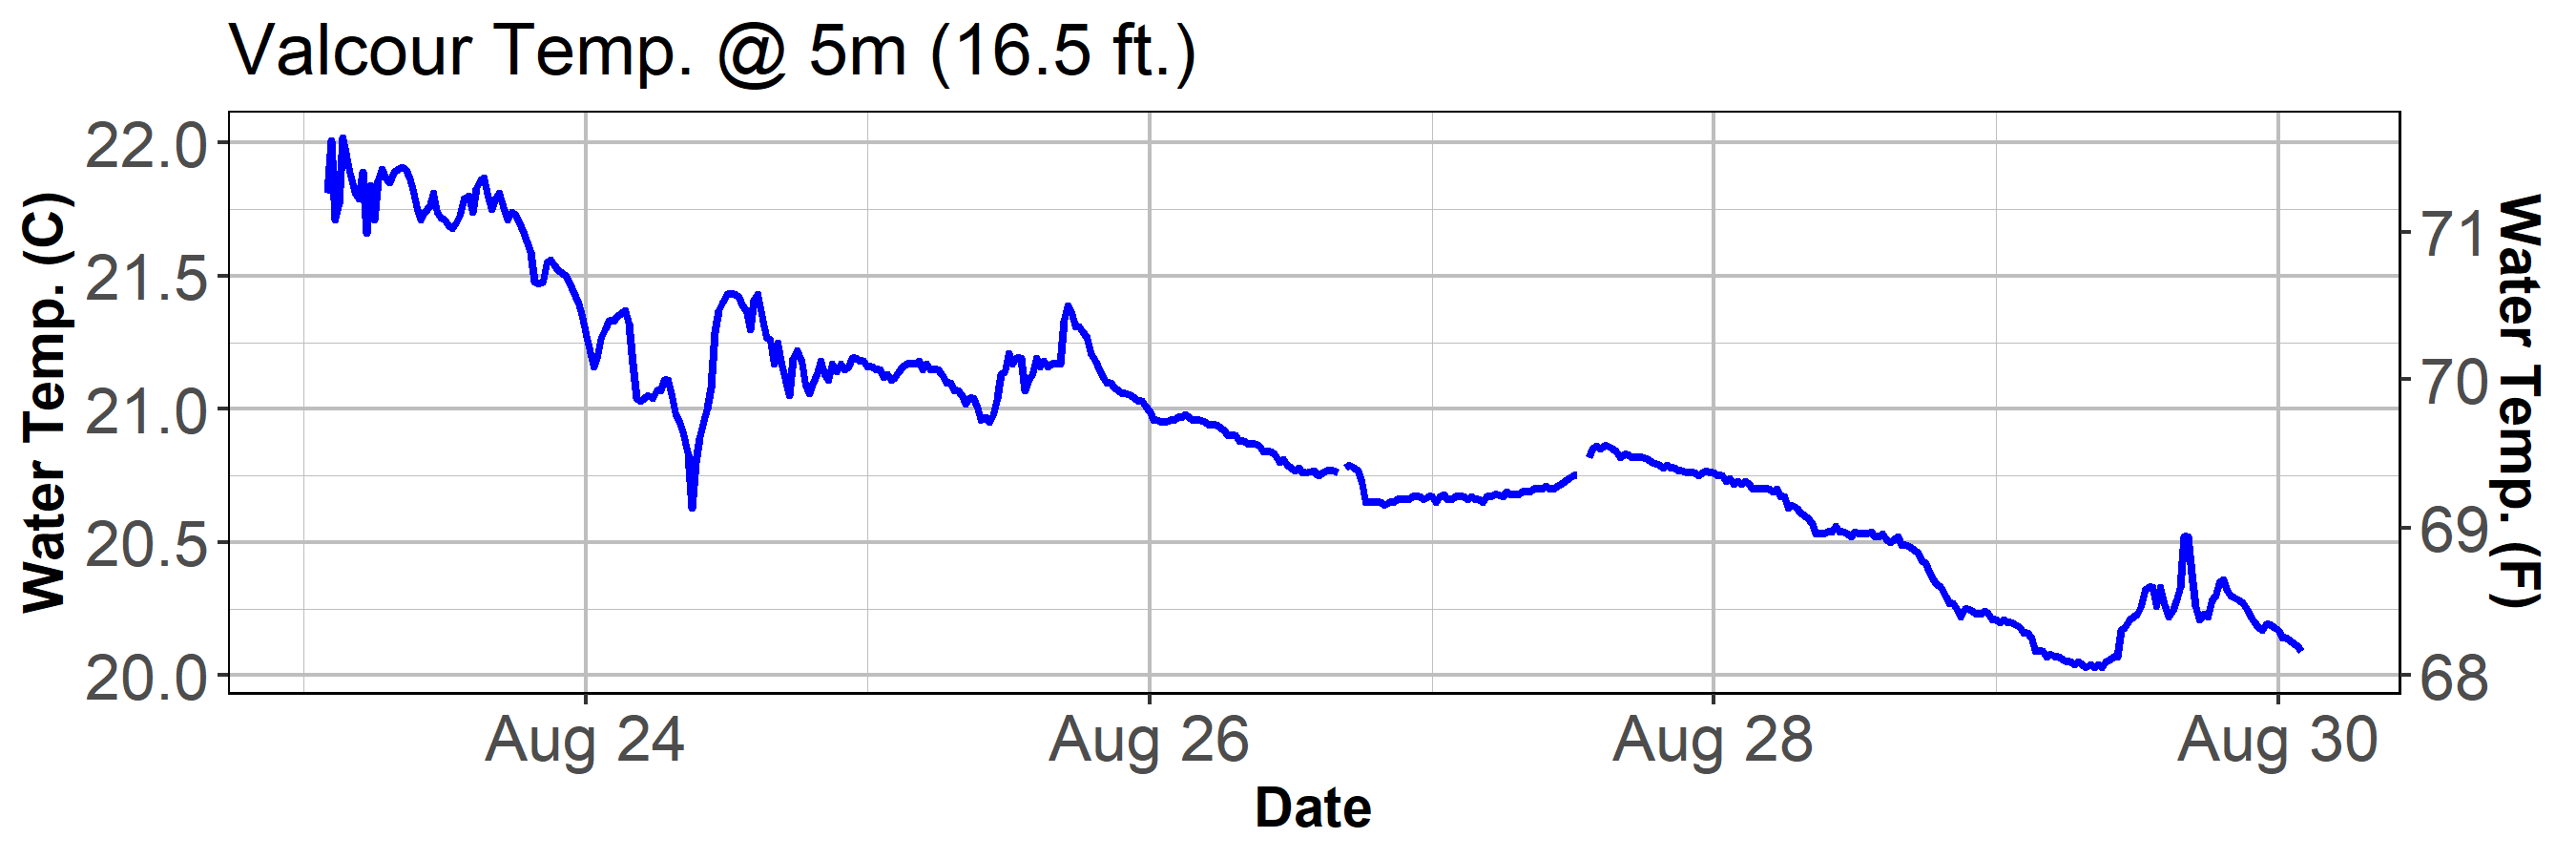 Valcour Temp. @ 5m (16.5 ft.)
Water Temp. (C)
22.0
21.5
21.0
20.5
20.0
71
70
69
68
Water Temp. (F)
Aug 24 Aug 26 Aug 28 Aug 30
Date